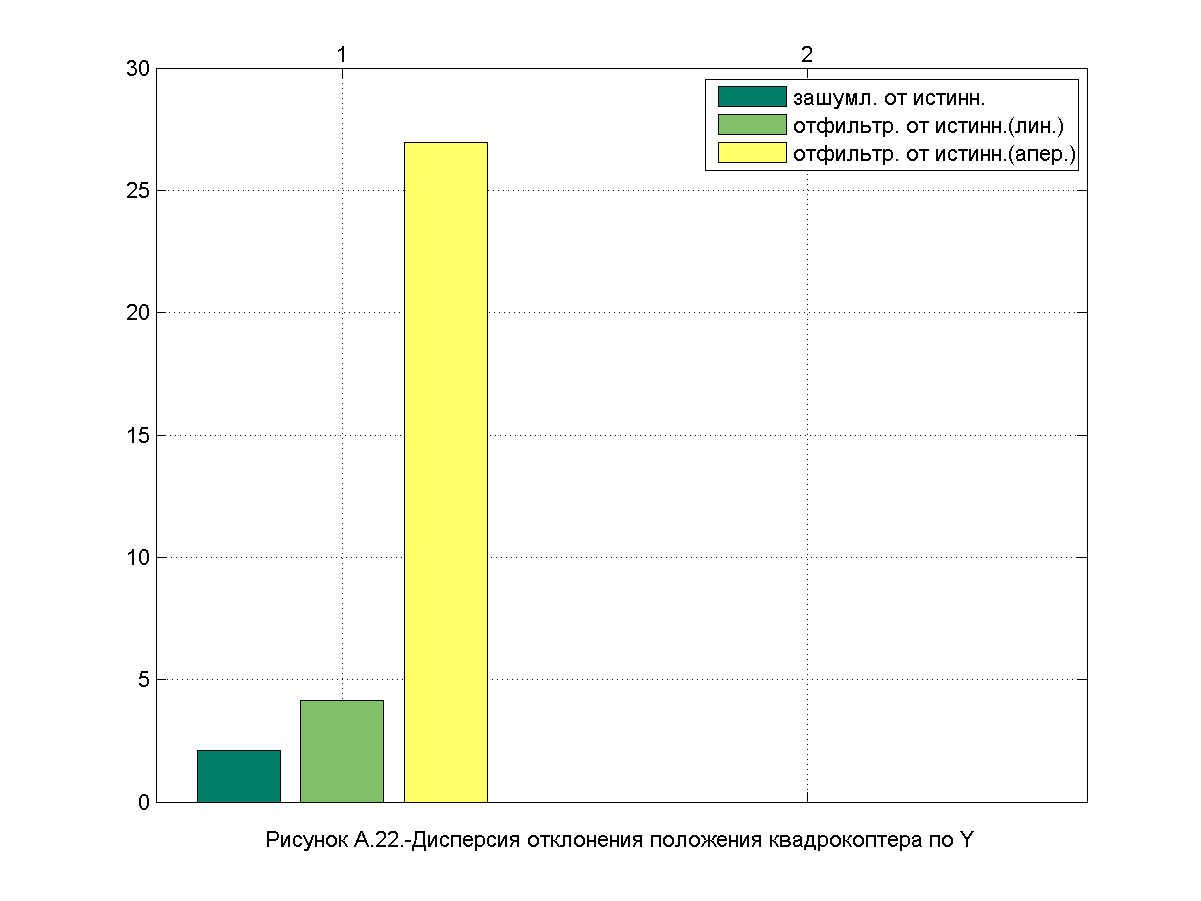 1 2
30
зашумл. от истинн.
отфильтр. от истинн.(лин.)
отфильтр. от истинн.(апер.)
25
20
15
10
5
0
Рисунок А.22.-Дисперсия отклонения положения квадрокоптера по Y